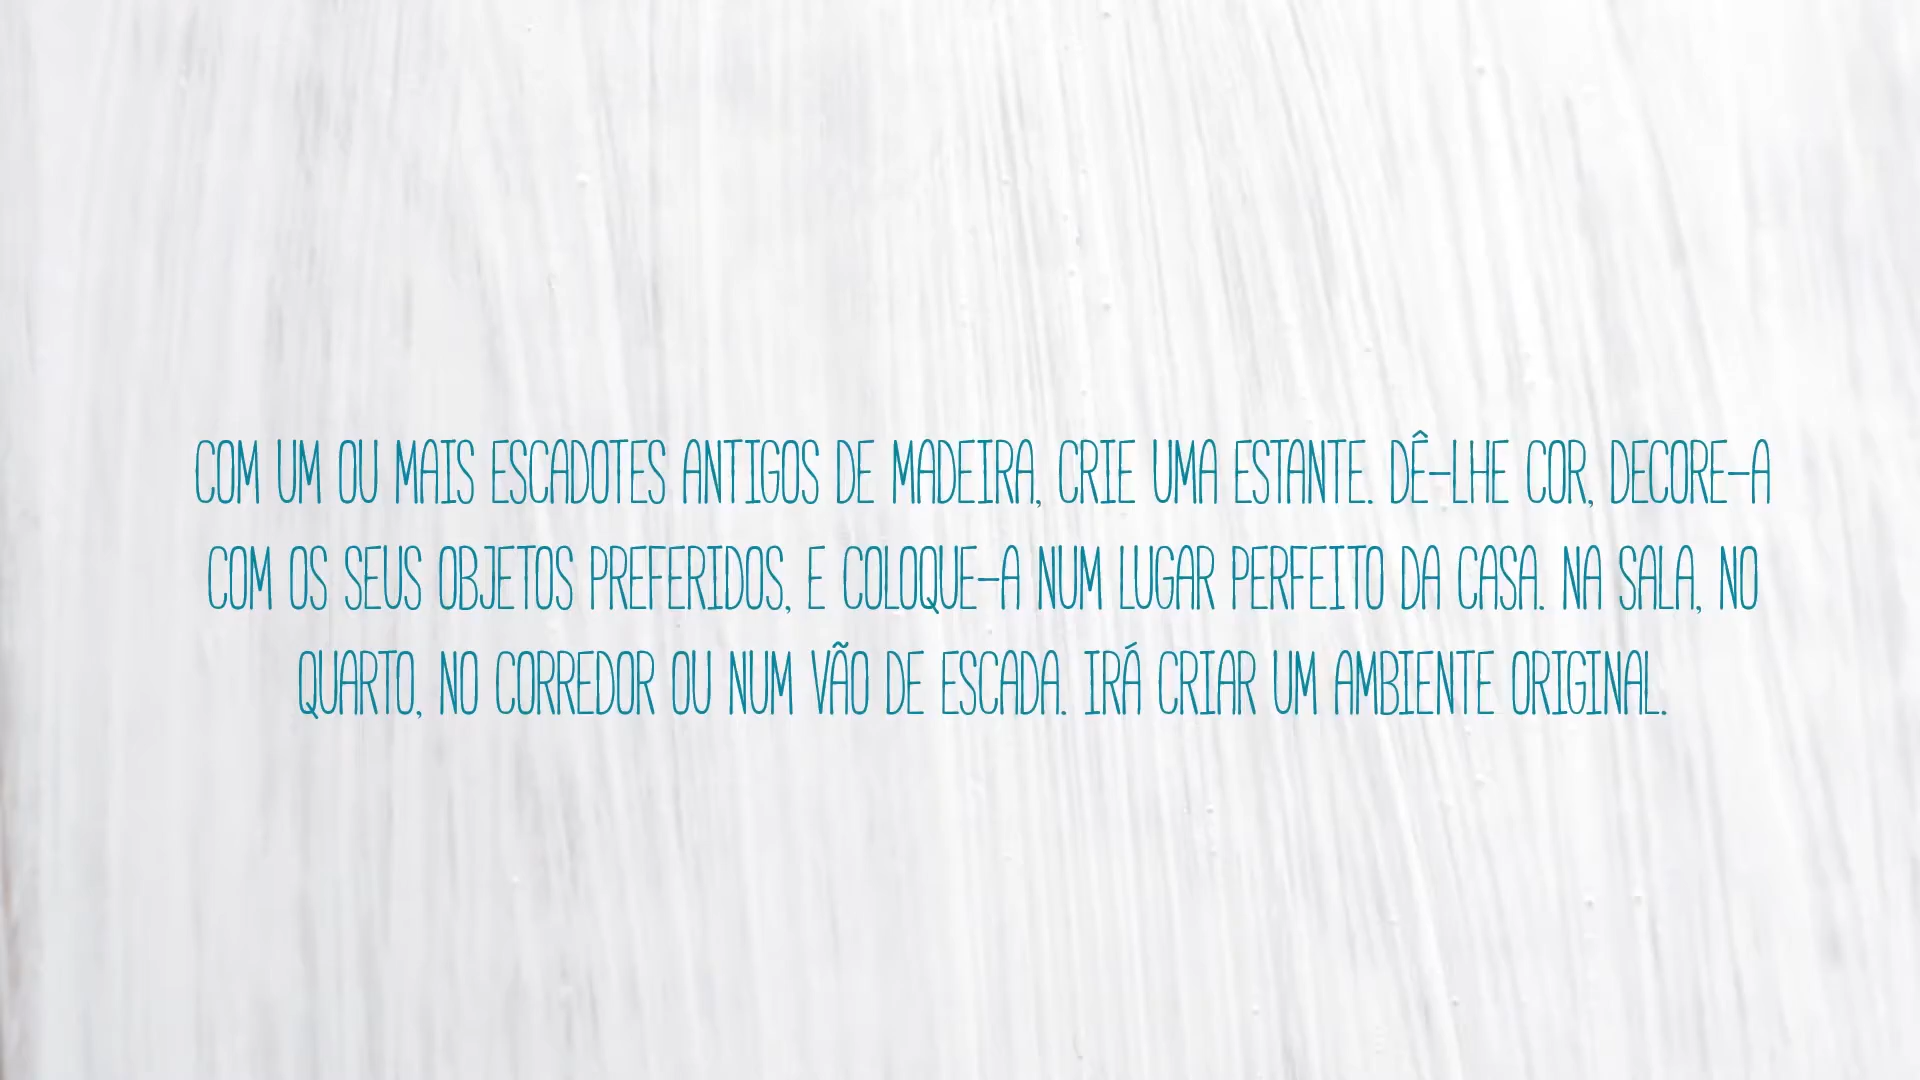 COM UM OU MAIS ESCADOTES ANTIGOS DE MADEIRA, CRIE UMA ESTANTE. DÊ-LHE COR, DECORE-A
COM OS SEUS OBJETOS PREFERIDOS, E COLOQUE-A NUM LUGAR PERFEITO DA CASA. NA SALA, NO
QUARTO, NO CORREDOR OU NUM VÃO DE ESCADA. IRÁ CRIAR UM AMBIENTE ORIGINAL.